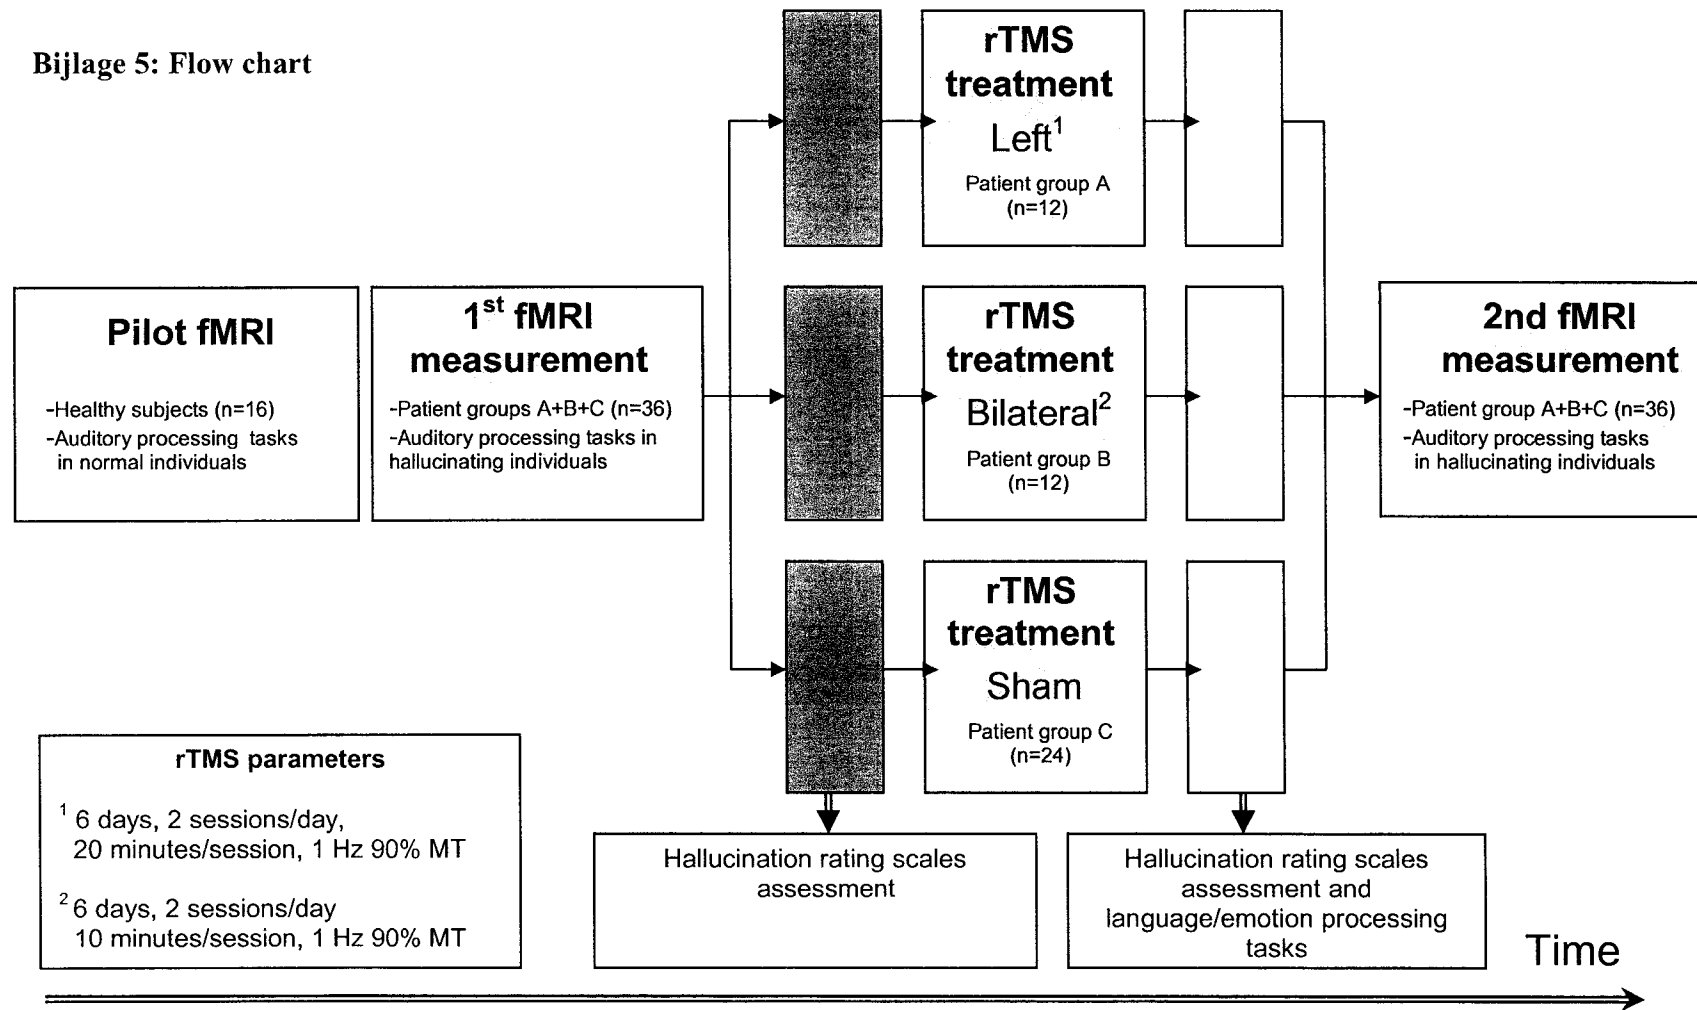 Bijlage 5: Flow chart
Pilot fMRI
-Healthy subjects (n=16)
-Auditory processing tasks
in normal individuals
1st fMRI
measurement
-Patient groups A+B+C (n=36)
-Auditory processing tasks in
hallucinating individuals
rTMS
treatment
Left1
Patient group A
(n=12)
rTMS
treatment
Bilateral2
Patient group B
(n=12)
rTMS
treatment
Sham
Patient group C
(n=24)
2nd fMRI
measurement
-Patient group A+B+C (n=36)
-Auditory processing tasks
in hallucinating individuals
rTMS parameters
1 6 days, 2 sessions/day,
20 minutes/session, 1 Hz 90% MT
2 6 days, 2 sessions/day
10 minutes/session, 1 Hz 90% MT
Hallucination rating scales
assessment
Hallucination rating scales
assessment and
language/emotion processing
tasks
Time